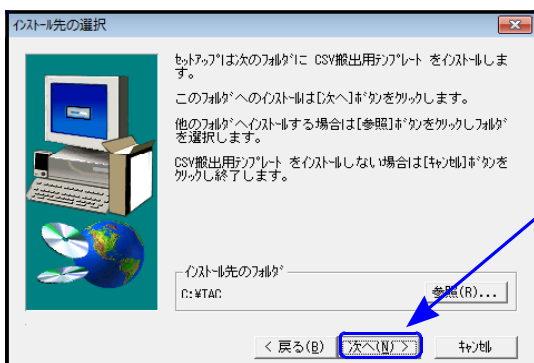 インストール先の選択
ｾｯﾄｱｯﾌﾟは次のﾌｫﾙﾀﾞに CSV搬出用ﾃﾝﾌﾟﾚｰﾄ をｲﾝｽﾄｰﾙしま
す。
このﾌｫﾙﾀﾞへのｲﾝｽﾄｰﾙは[次へ]ﾎﾞﾀﾝをｸﾘｯｸします。
他のﾌｫﾙﾀﾞへｲﾝｽﾄｰﾙする場合は[参照]ﾎﾞﾀﾝをｸﾘｯｸしﾌｫﾙﾀﾞ
を選択します。
CSV搬出用ﾃﾝﾌﾟﾚｰﾄ をｲﾝｽﾄｰﾙしない場合は[ｷｬﾝｾﾙ]ﾎﾞﾀﾝを
ｸﾘｯｸし終了します。
ｲﾝｽﾄｰﾙ先のﾌｫﾙﾀﾞ
C:¥TAC
参照(R)...
< 戻る(B)
次へ(N) >
ｷｬﾝｾﾙ